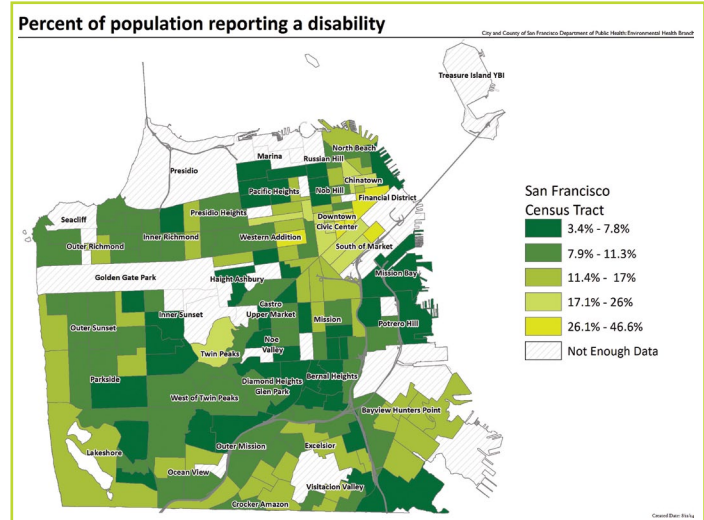 Percent of population reporting a disability
City and County of San Francisco Department of Public Health: Environmental Health Branch
Treasure Island YBI
North Beach
Marina
Russian Hill
Presidio
Chinatown
Pacific Heights
Nob Hill
Financial District
Presidio Heights
Downtown
Civic Center
Seacliff
Inner Richmond
Western Addition
Outer Richmond
South of Market
Golden Gate Park
Haight Ashbury
Mission Bay
Castro
Upper Market
Inner Sunset
Mission
Potrero Hill
Outer Sunset
Noe
Valley
Twin Peaks
Parkside
Diamond Heights
Glen Park
Bernal Heights
West of Twin Peaks
Bayview Hunters Point
Outer Mission
Excelsior
Lakeshore
Ocean View
Visitacion Valley
Crocker Amazon
San Francisco
Census Tract
3.4% - 7.8%
7.9% - 11.3%
11.4% - 17%
17.1% - 26%
26.1% - 46.6%
Not Enough Data
Created Date: